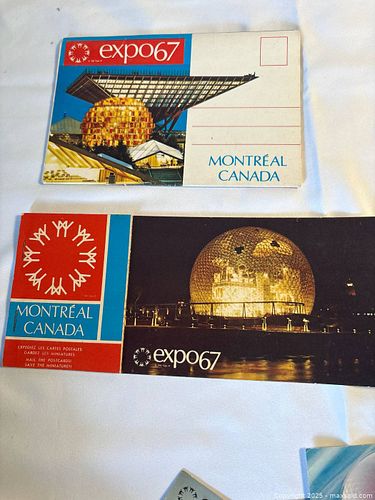 expo67
MONTRÉAL
CANADA
MONTRÉAL
CANADA
EXPÉDIEZ LES CARTES POSTALES
GARDEZ LES MINIATURES
MAIL THE POSTCARDS!
SAVE THE MINIATURES!
expo67
Copyright 2025 - maxsold.com